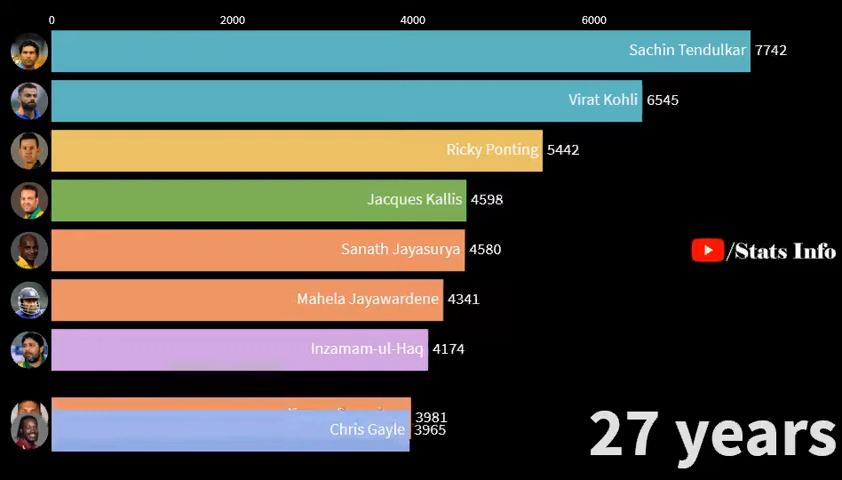 0 2000 4000 6000
Sachin Tendulkar 7742
Virat Kohli 6545
Ricky Ponting 5442
Jacques Kallis 4598
Sanath Jayasurya 4580
/Stats Info
Mahela Jayawardene 4341
Inzamam-ul-Haq 4174
3981
Chris Gayle 3965
27 years